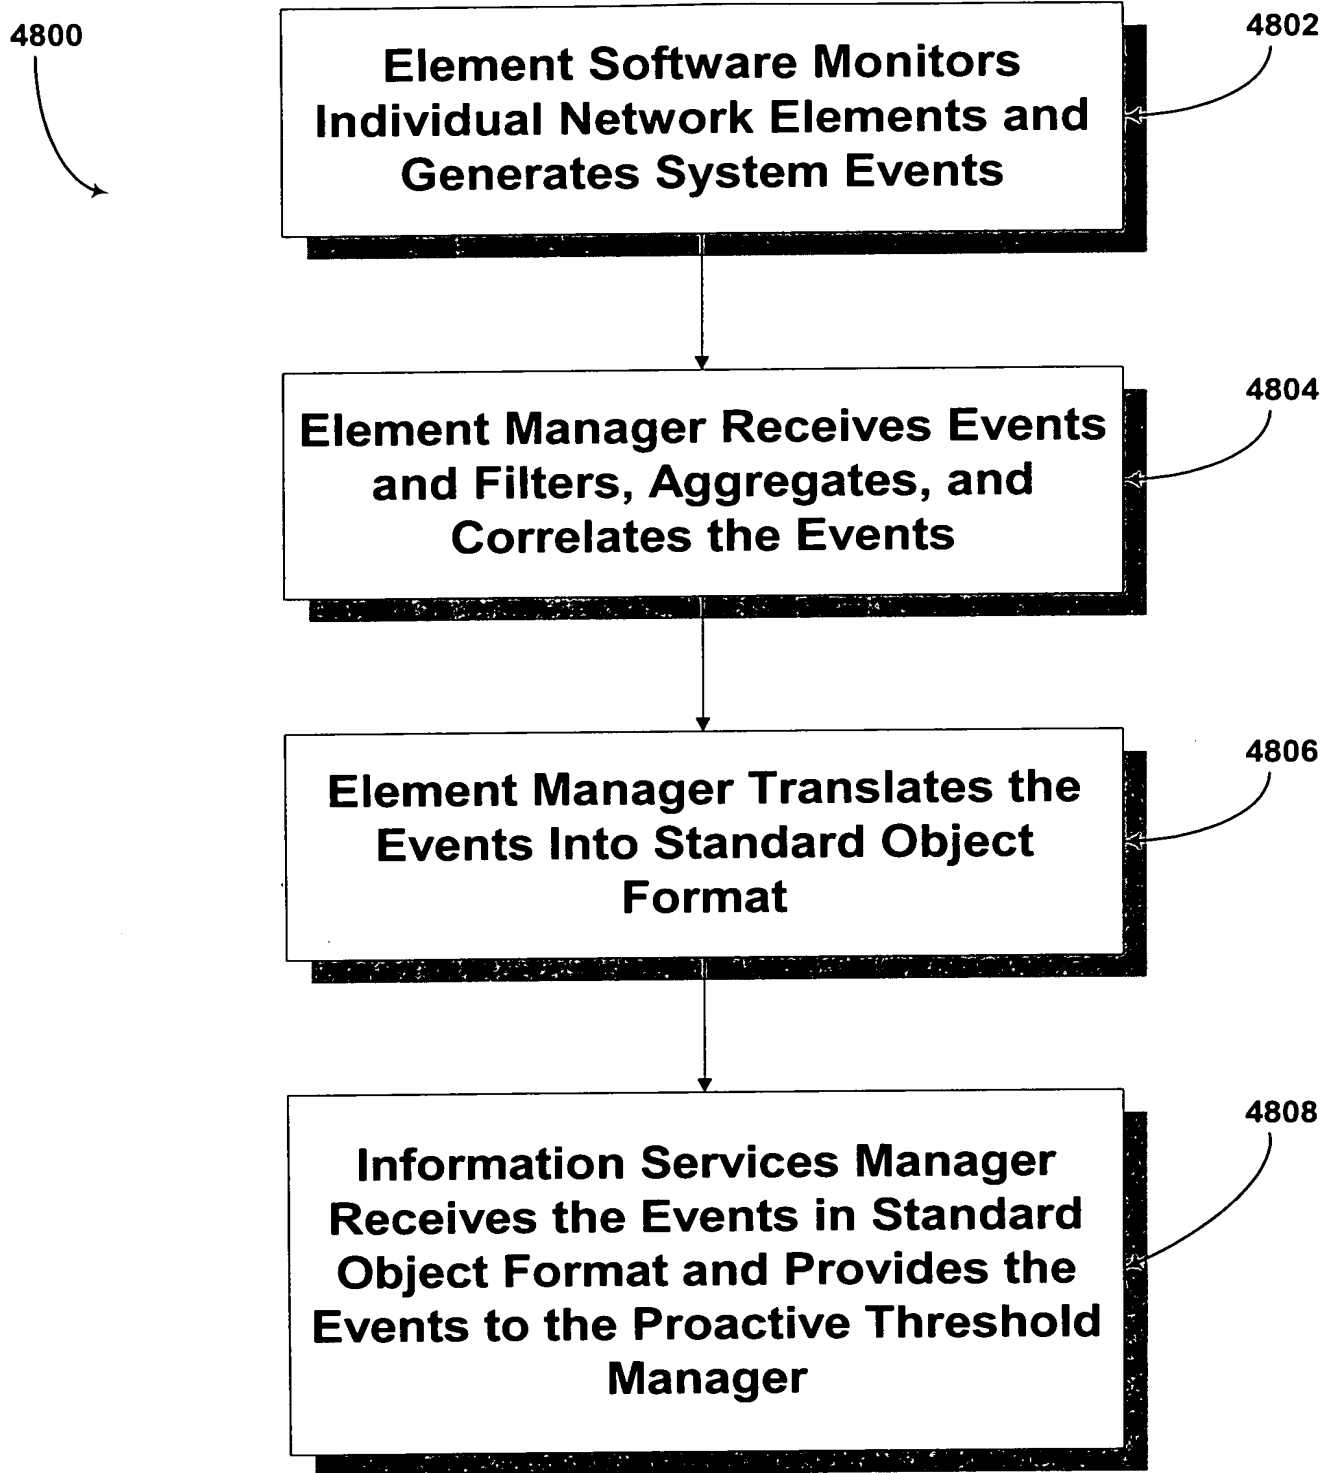 4800
4802
Element Software Monitors
Individual Network Elements and
Generates System Events
4804
Element Manager Receives Events
and Filters, Aggregates, and
Correlates the Events
4806
Element Manager Translates the
Events Into Standard Object
Format
4808
Information Services Manager
Receives the Events in Standard
Object Format and Provides the
Events to the Proactive Threshold
Manager